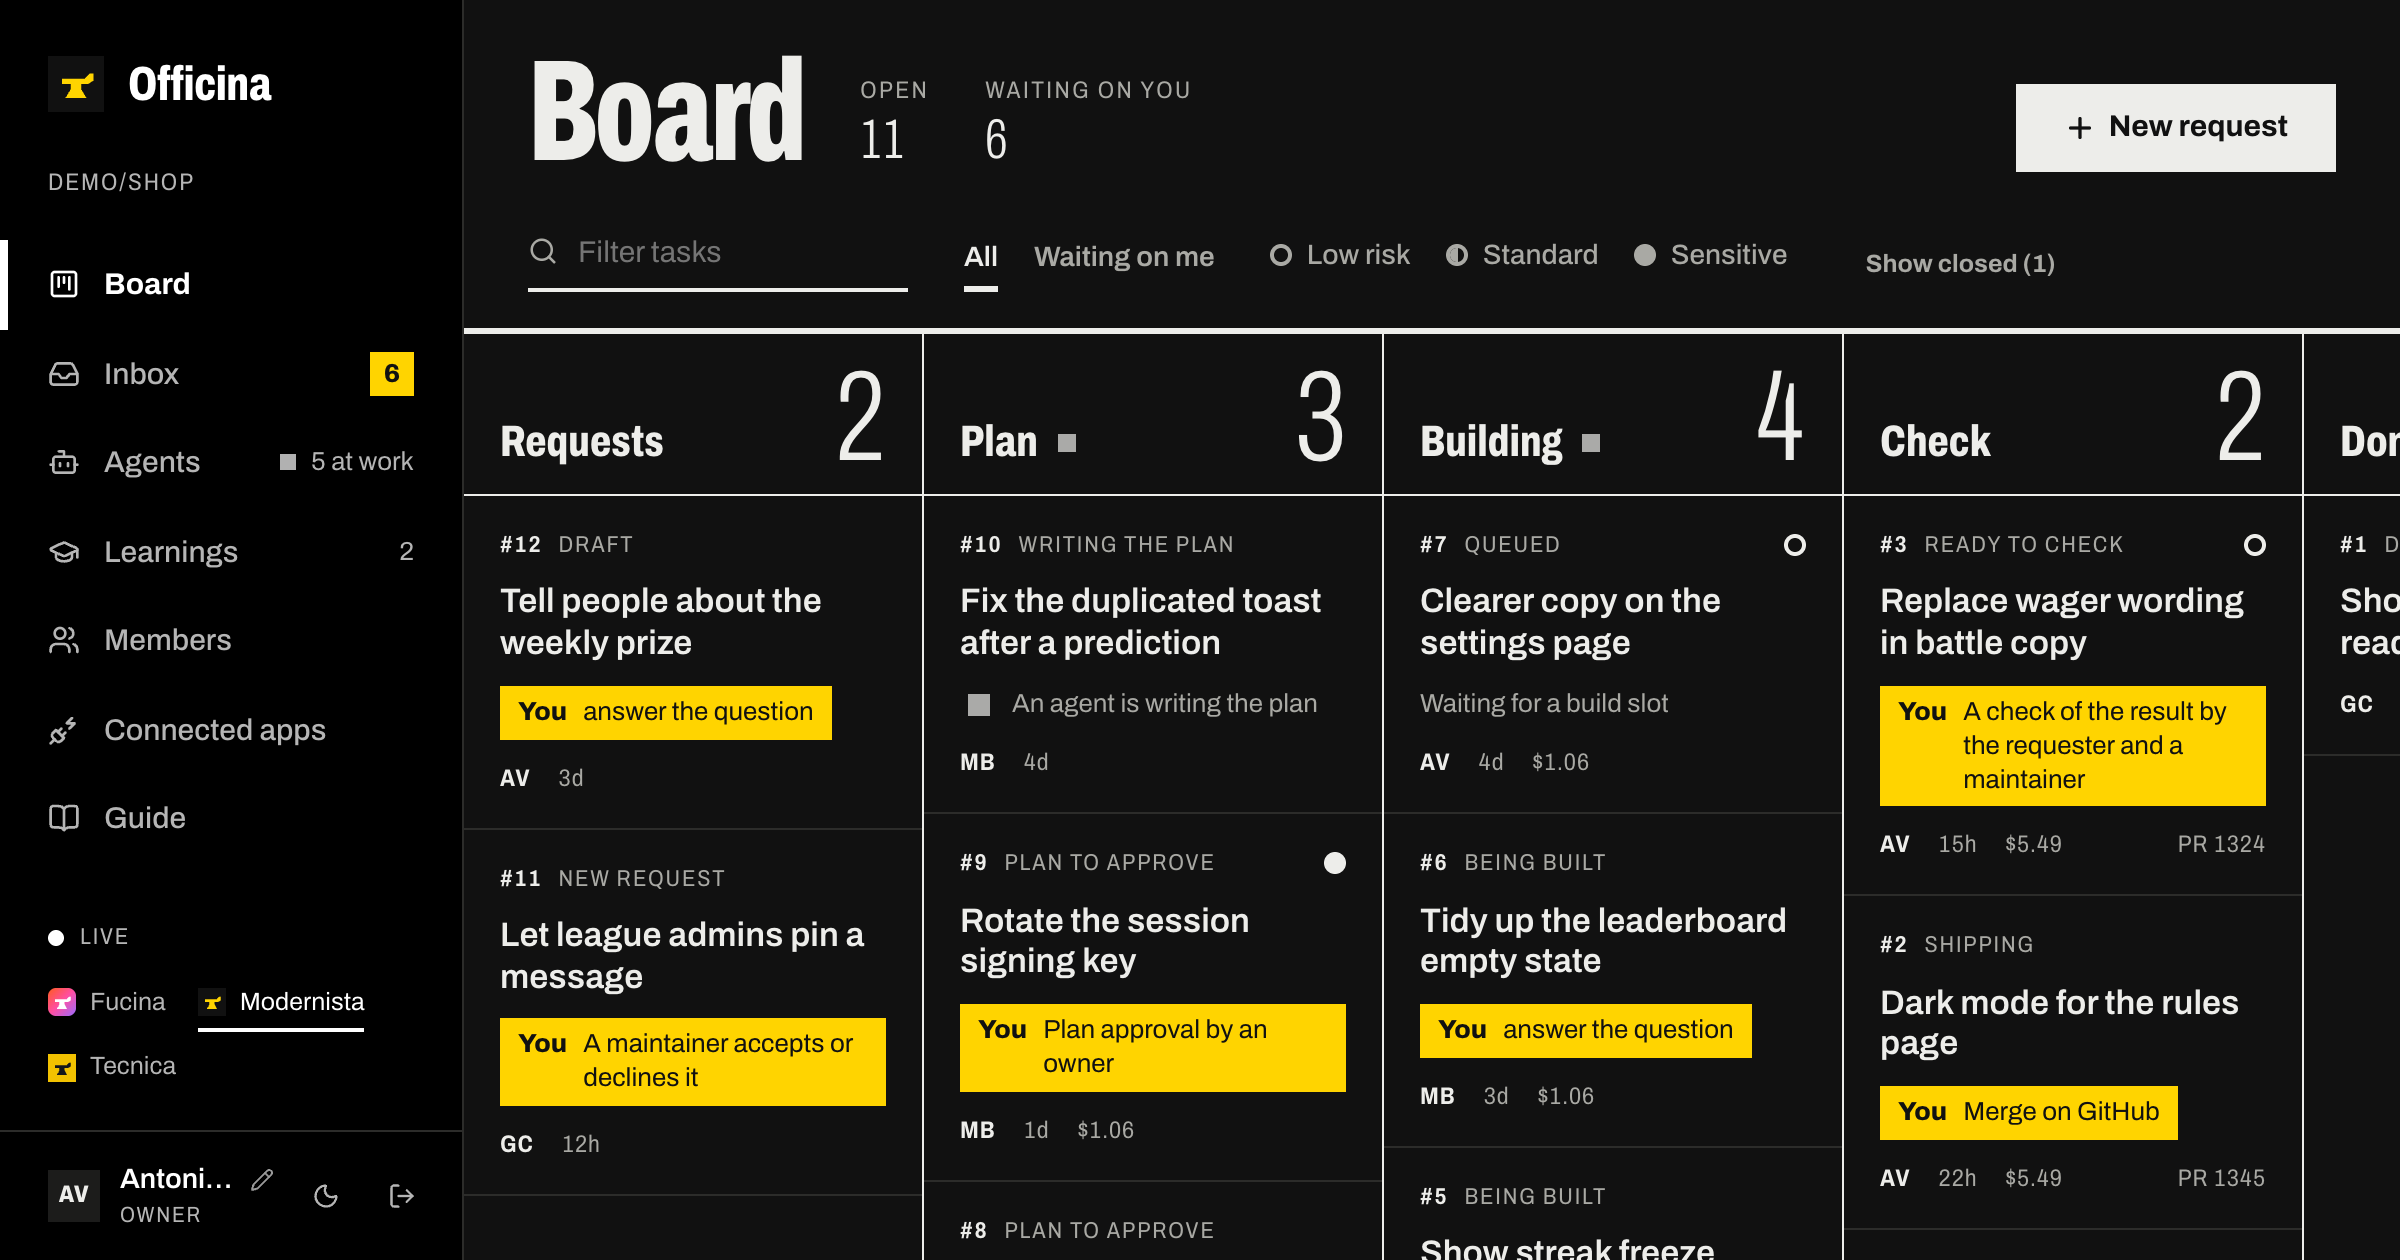 Officina
DEMO/SHOP
Board
Inbox 6
Agents 5 at work
Learnings 2
Members
Connected apps
Guide
LIVE
Fucina Modernista
Tecnica
AV Antoni...
OWNER
Board
OPEN
11
WAITING ON YOU
6
+ New request
Filter tasks
All Waiting on me Low risk Standard Sensitive Show closed (1)
Requests 2
#12 DRAFT
Tell people about the
weekly prize
You answer the question
AV 3d
#11 NEW REQUEST
Let league admins pin a
message
You A maintainer accepts or
declines it
GC 12h
Plan 3
#10 WRITING THE PLAN
Fix the duplicated toast
after a prediction
An agent is writing the plan
MB 4d
#9 PLAN TO APPROVE
Rotate the session
signing key
You Plan approval by an
owner
MB 1d $1.06
#8 PLAN TO APPROVE
Building 4
#7 QUEUED
Clearer copy on the
settings page
Waiting for a build slot
AV 4d $1.06
#6 BEING BUILT
Tidy up the leaderboard
empty state
You answer the question
MB 3d $1.06
#5 BEING BUILT
Show streak freeze
Check 2
#3 READY TO CHECK
Replace wager wording
in battle copy
You A check of the result by
the requester and a
maintainer
AV 15h $5.49 PR 1324
#2 SHIPPING
Dark mode for the rules
page
You Merge on GitHub
AV 22h $5.49 PR 1345
#1
GC